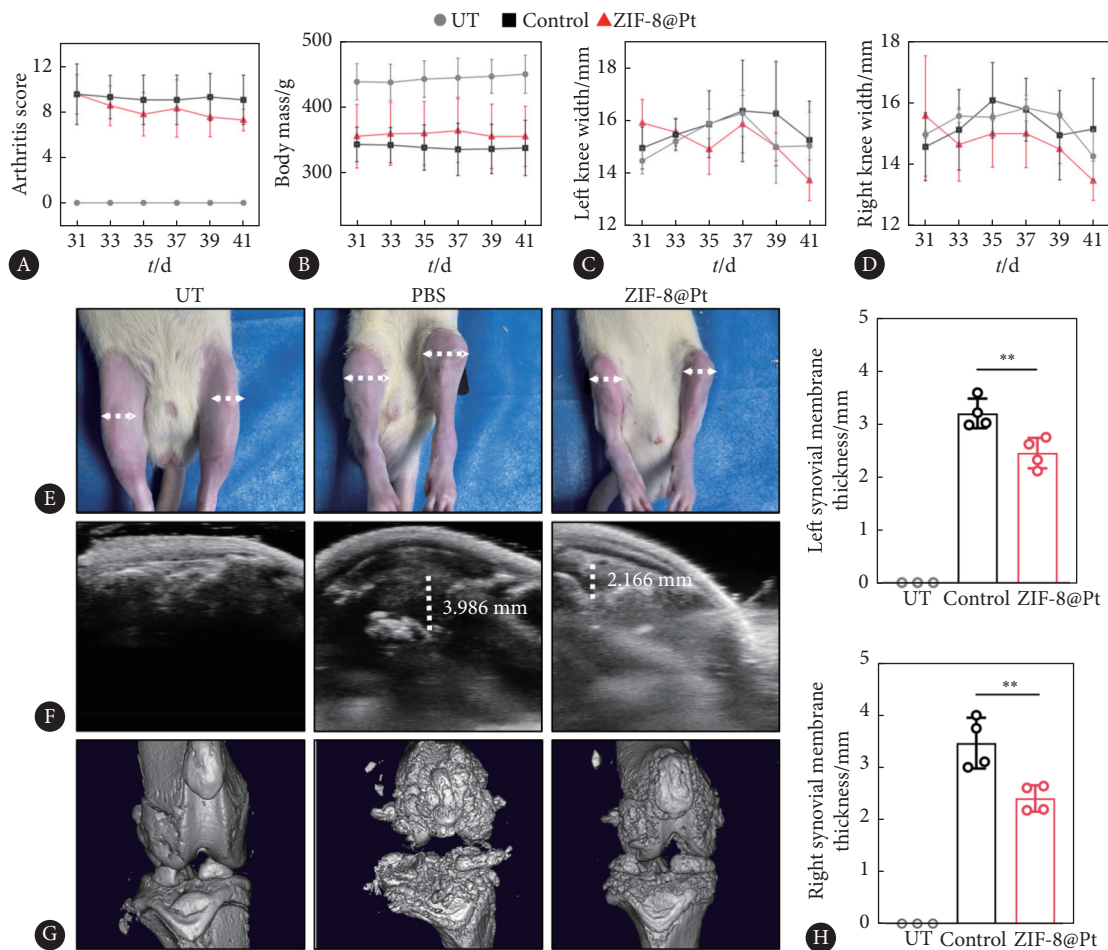 UT Control ZIF-8@Pt
Arthritis score
12
8
4
0
31 33 35 37 39 41
t/d
A
Body mass/g
500
400
300
31 33 35 37 39 41
t/d
B
Left knee width/mm
18
16
14
12
31 33 35 37 39 41
t/d
C
Right knee width/mm
18
16
14
12
31 33 35 37 39 41
t/d
D
UT PBS ZIF-8@Pt
E
F
3.986 mm
2.166 mm
G
Left synovial membrane
thickness/mm
5
4
3
2
1
0
**
UT Control ZIF-8@Pt
Right synovial membrane
thickness/mm
5
4
3
2
1
0
**
UT Control ZIF-8@Pt
H